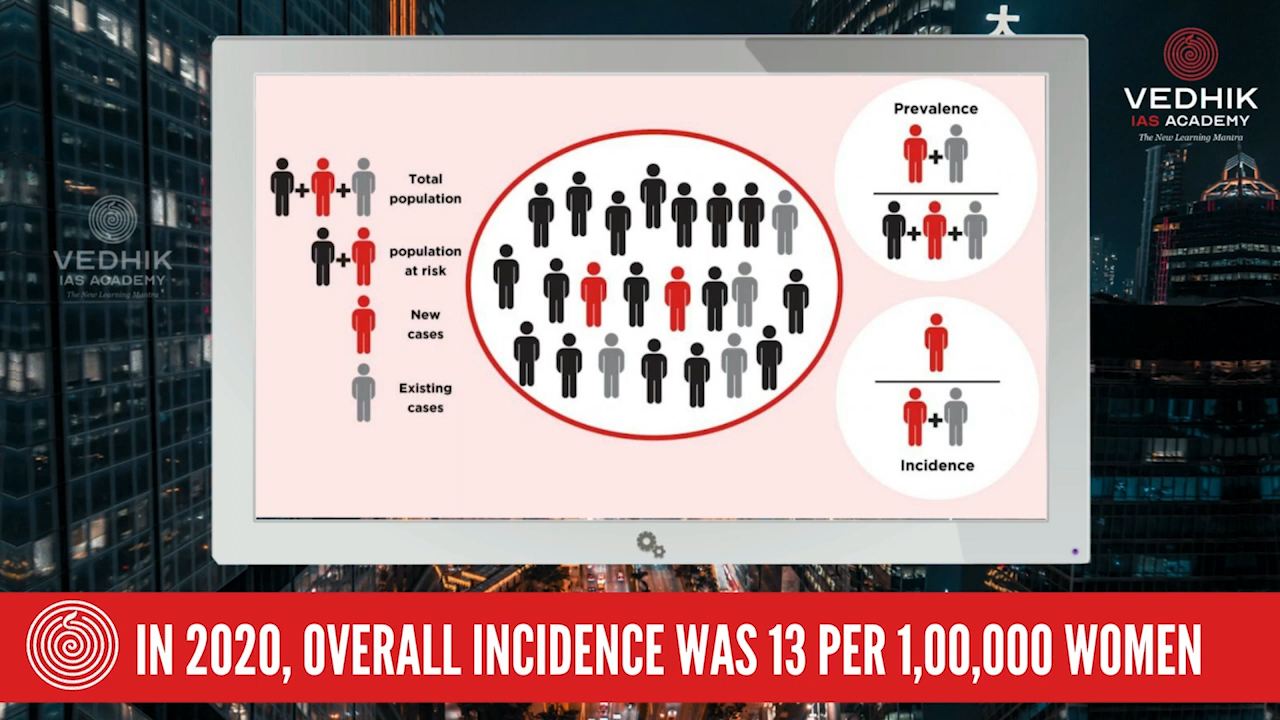 VEDHIK
IAS ACADEMY
The New Learning Mantra
VEDHIK
IAS ACADEMY
The New Learning Mantra
Total
population
population
at risk
New
cases
Existing
cases
Prevalence
Incidence
IN 2020, OVERALL INCIDENCE WAS 13 PER 1,00,000 WOMEN